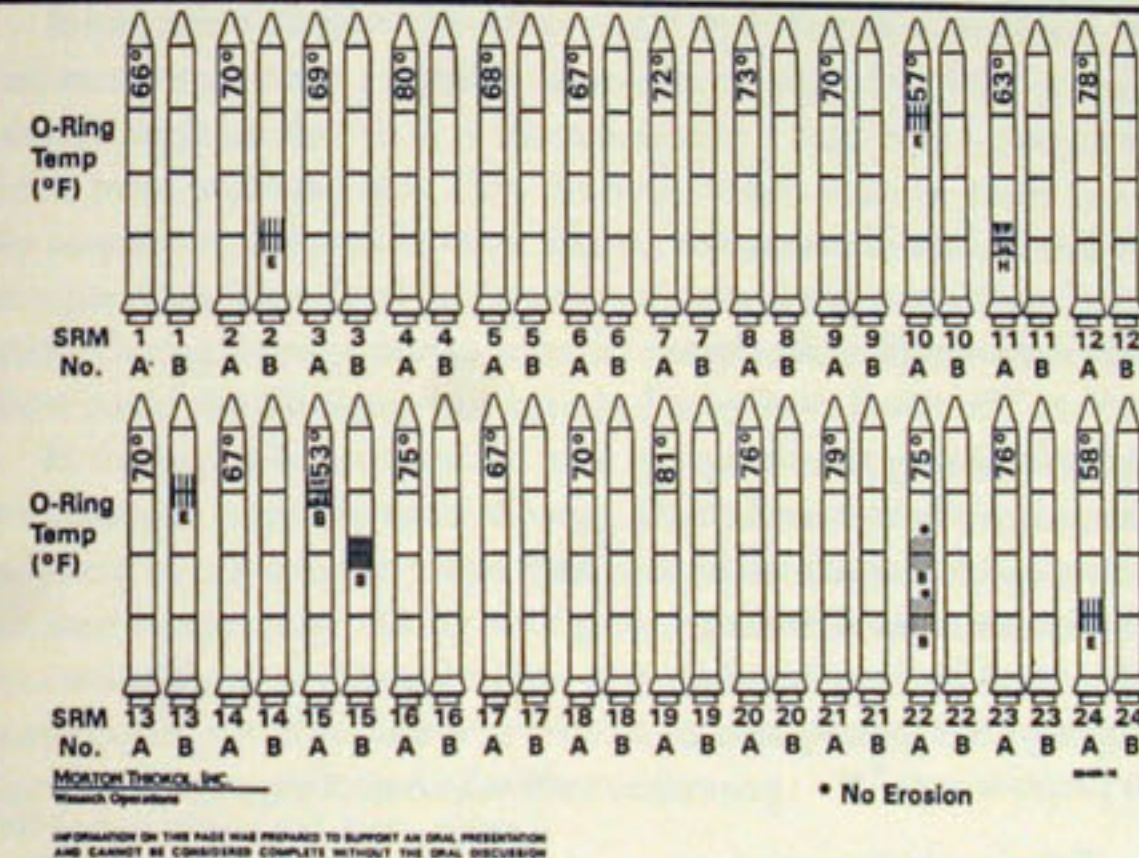 66° 70° 69° 80° 68° 67° 72° 73° 70° 57° 63° 78°
O-Ring
Temp
(°F)
E
E
H
SRM 1 1 2 2 3 3 4 4 5 5 6 6 7 7 8 8 9 9 10 10 11 11 12 12
No. A B A B A B A B A B A B A B A B A B A B A B A B
70° 67° 53° 75° 67° 70° 81° 76° 79° 75° 76° 58°
O-Ring
Temp
(°F)
E B
B
•
B
•
B
E
SRM 13 13 14 14 15 15 16 16 17 17 18 18 19 19 20 20 21 21 22 22 23 23 24 24
No. A B A B A B A B A B A B A B A B A B A B A B A B
MORTON THIOKOL, INC.
Wasatch Operations
• No Erosion
INFORMATION ON THIS PAGE WAS PREPARED TO SUPPORT AN ORAL PRESENTATION
AND CANNOT BE CONSIDERED COMPLETE WITHOUT THE ORAL DISCUSSION